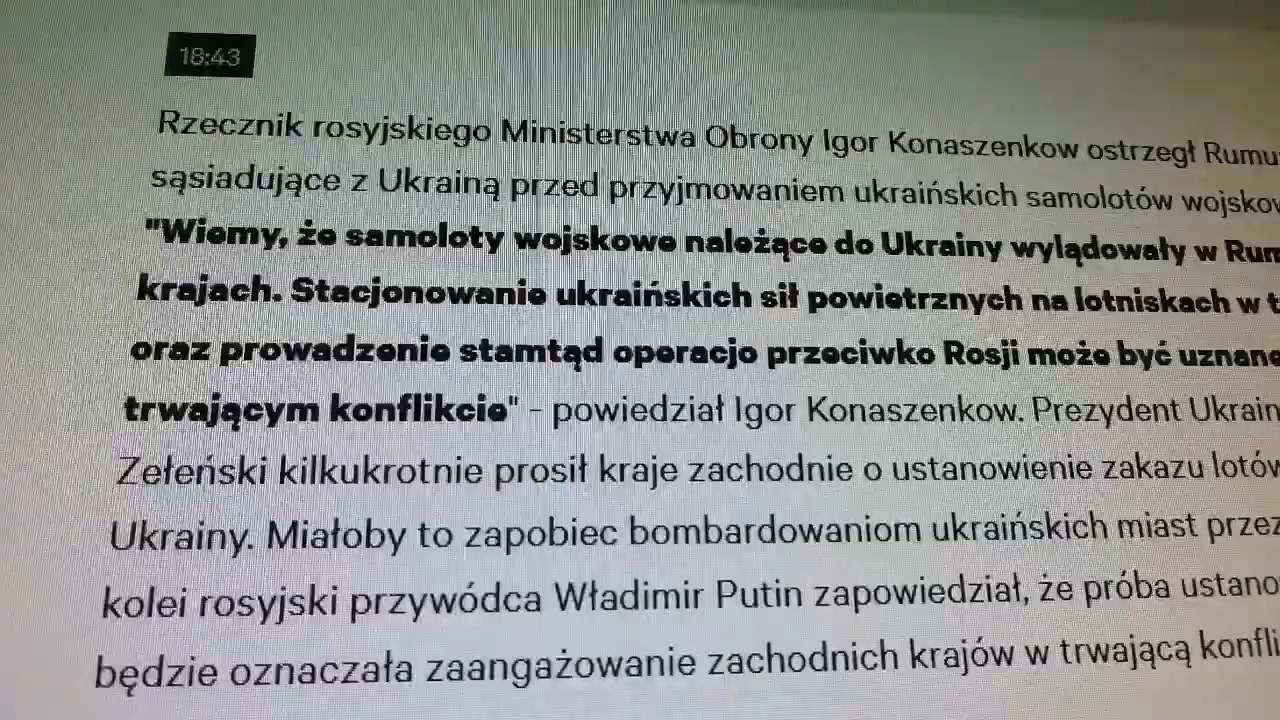 18:43
Rzecznik rosyjskiego Ministerstwa Obrony Igor Konaszenkow ostrzegł
sąsiadujące z Ukrainą przed przyjmowaniem ukraińskich samolotów
"Wiemy, że samoloty wojskowe należące do Ukrainy wylądowały w
krajach. Stacjonowanie ukraińskich sił powietrznych na lotniskach w
oraz prowadzenie stamtąd operacje przeciwko Rosji może być
trwającym konflikcie" - powiedział Igor Konaszenkow. Prezydent
Zełeński kilkukrotnie prosił kraje zachodnie o ustanowienie zakazu
Ukrainy. Miałoby to zapobiec bombardowaniom ukraińskich miast przez
kolei rosyjski przywódca Władimir Putin zapowiedział, że próba
będzie oznaczała zaangażowanie zachodnich krajów w trwającą